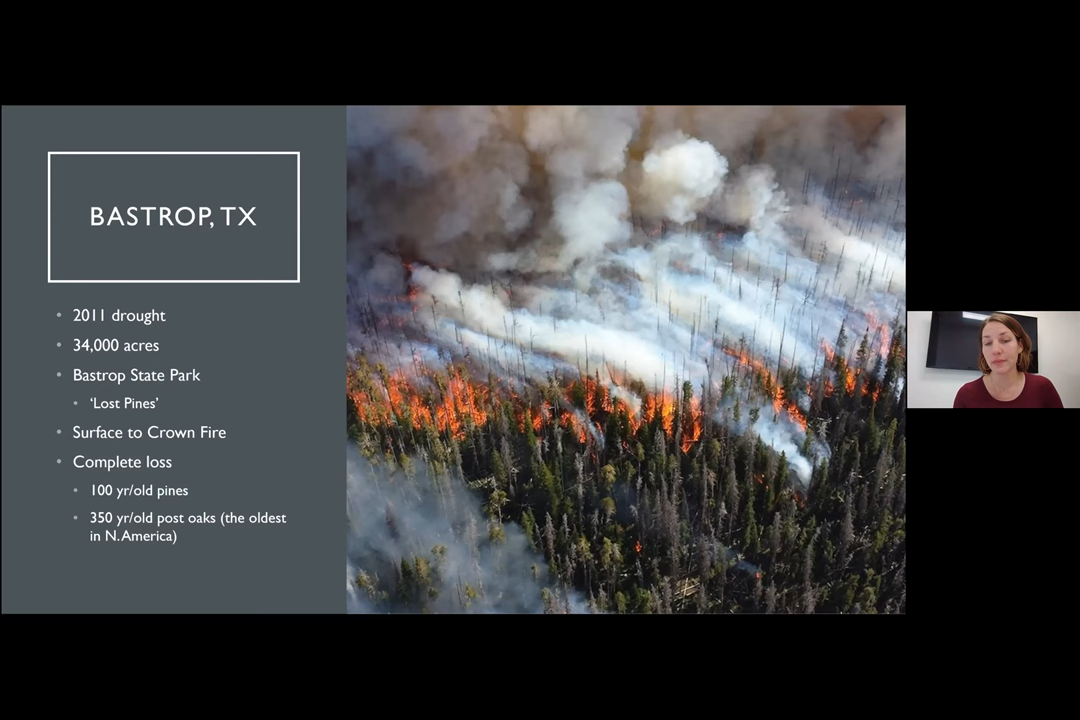 BASTROP, TX
• 2011 drought
• 34,000 acres
• Bastrop State Park
• ‘Lost Pines’
• Surface to Crown Fire
• Complete loss
• 100 yr/old pines
• 350 yr/old post oaks (the oldest
in N. America)